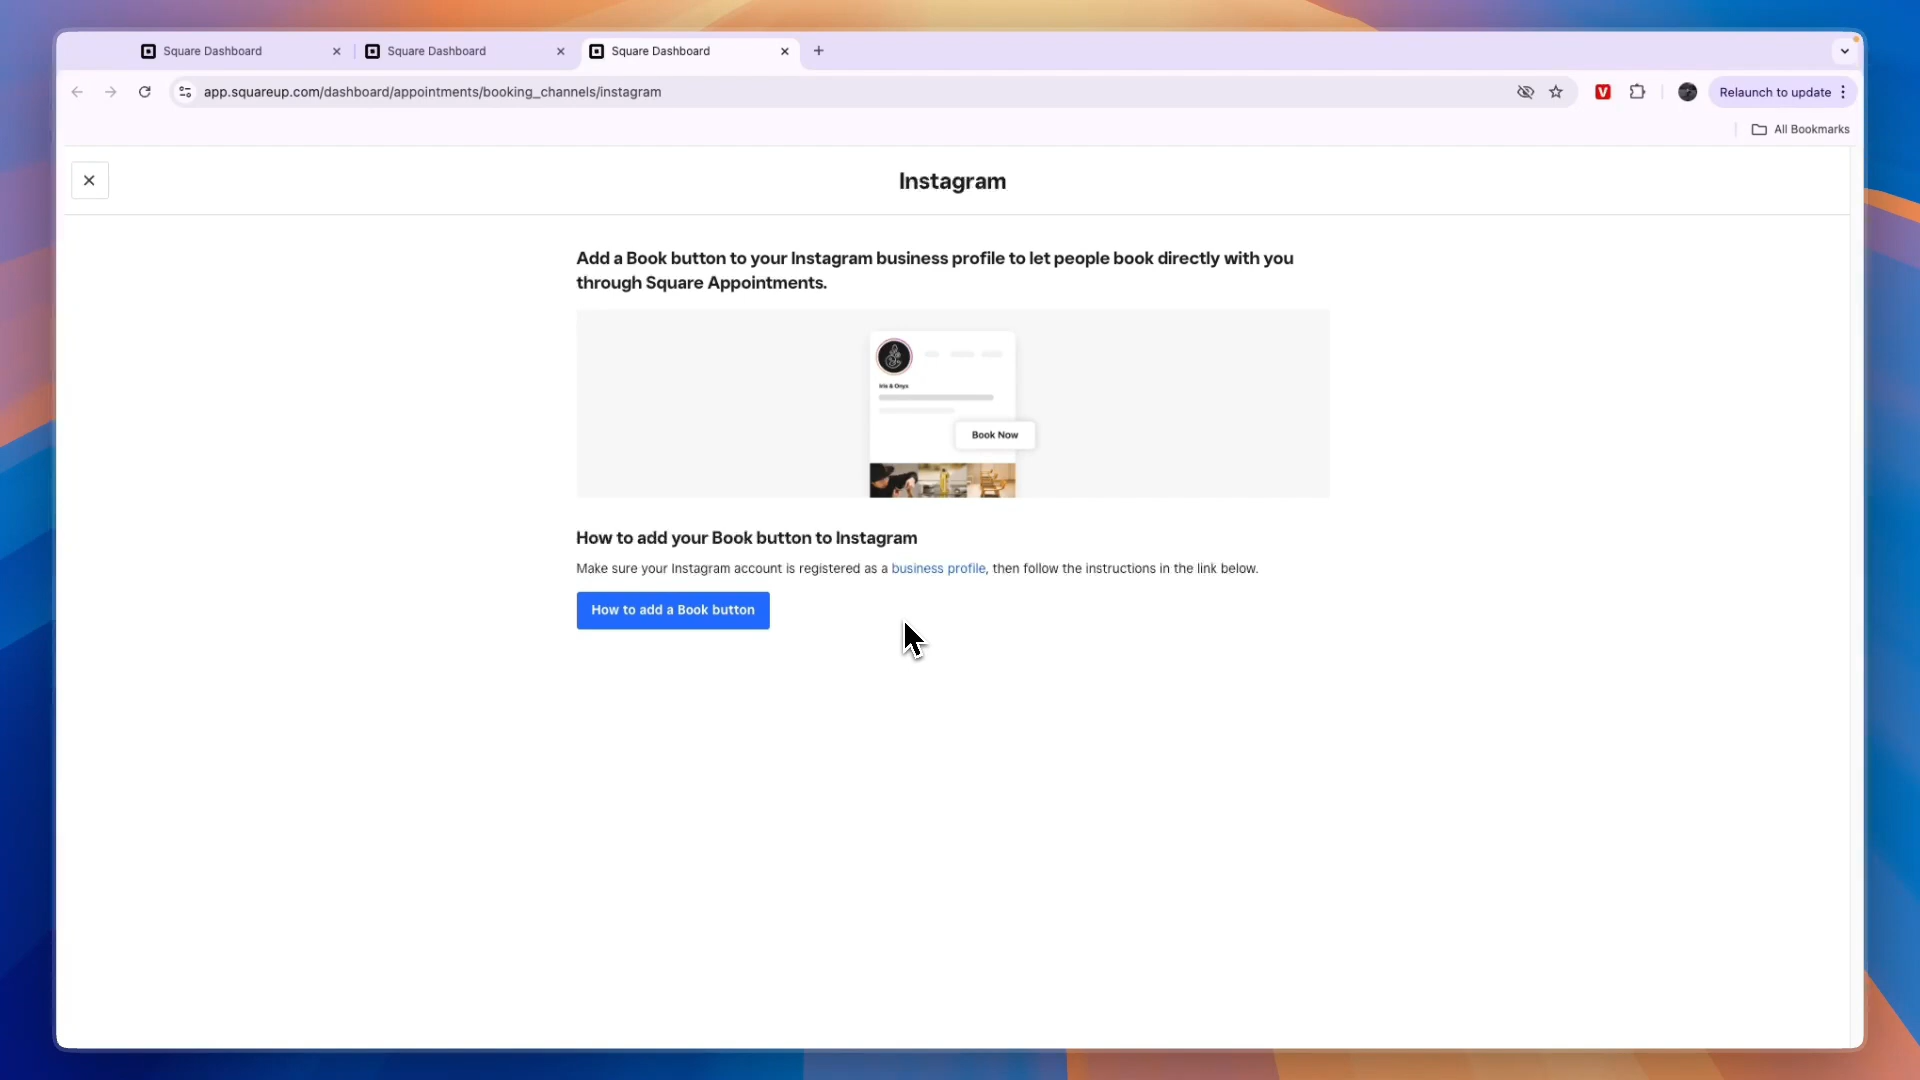 Square Dashboard
Square Dashboard
Square Dashboard
app.squareup.com/dashboard/appointments/booking_channels/instagram
V
Relaunch to update
All Bookmarks
Instagram
Add a Book button to your Instagram business profile to let people book directly with you
through Square Appointments.
Iris & Onyx
Book Now
How to add your Book button to Instagram
Make sure your Instagram account is registered as a business profile, then follow the instructions in the link below.
How to add a Book button